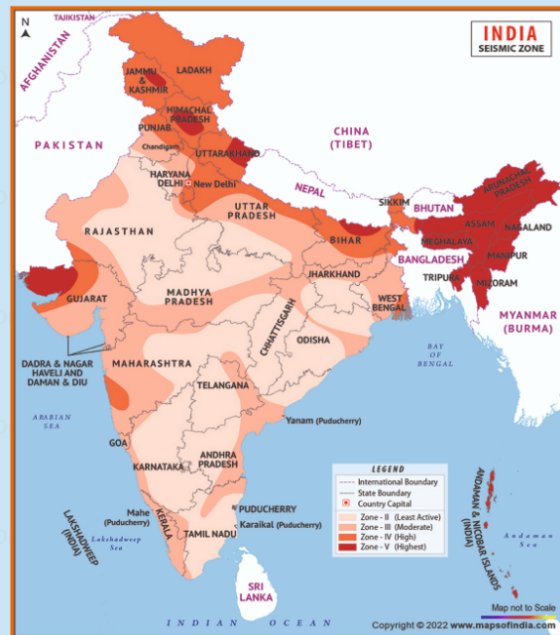 N
TAJIKISTAN
AFGHANISTAN
INDIA
SEISMIC ZONE
LADAKH
JAMMU
&
KASHMIR
HIMACHAL
PRADESH
PUNJAB
Chandigarh
PAKISTAN
UTTARAKHAND
CHINA
(TIBET)
HARYANA
DELHI
New Delhi
NEPAL
ARUNACHAL
PRADESH
SIKKIM
BHUTAN
UTTAR
PRADESH
RAJASTHAN
ASSAM
NAGALAND
BIHAR
MEGHALAYA
MANIPUR
BANGLADESH
TRIPURA
MIZORAM
JHARKHAND
WEST
BENGAL
GUJARAT
MADHYA
PRADESH
CHHATTISGARH
MYANMAR
(BURMA)
ODISHA
DADRA & NAGAR
HAVELI AND
DAMAN & DIU
MAHARASHTRA
BAY
OF
BENGAL
TELANGANA
ARABIAN
SEA
Yanam (Puducherry)
GOA
ANDHRA
PRADESH
KARNATAKA
LEGEND
International Boundary
State Boundary
Country Capital
Zone - II (Least Active)
Zone - III (Moderate)
Zone - IV (High)
Zone - V (Highest)
ANDAMAN &
NICOBAR ISLANDS
(INDIA)
Andaman
Sea
PUDUCHERRY
Mahe
(Puducherry)
Karaikal (Puducherry)
LAKSHADWEEP
(INDIA)
Lakshadweep
Sea
KERALA
TAMIL NADU
SRI
LANKA
Map not to Scale
INDIAN OCEAN
Copyright © 2022 www.mapsofindia.com